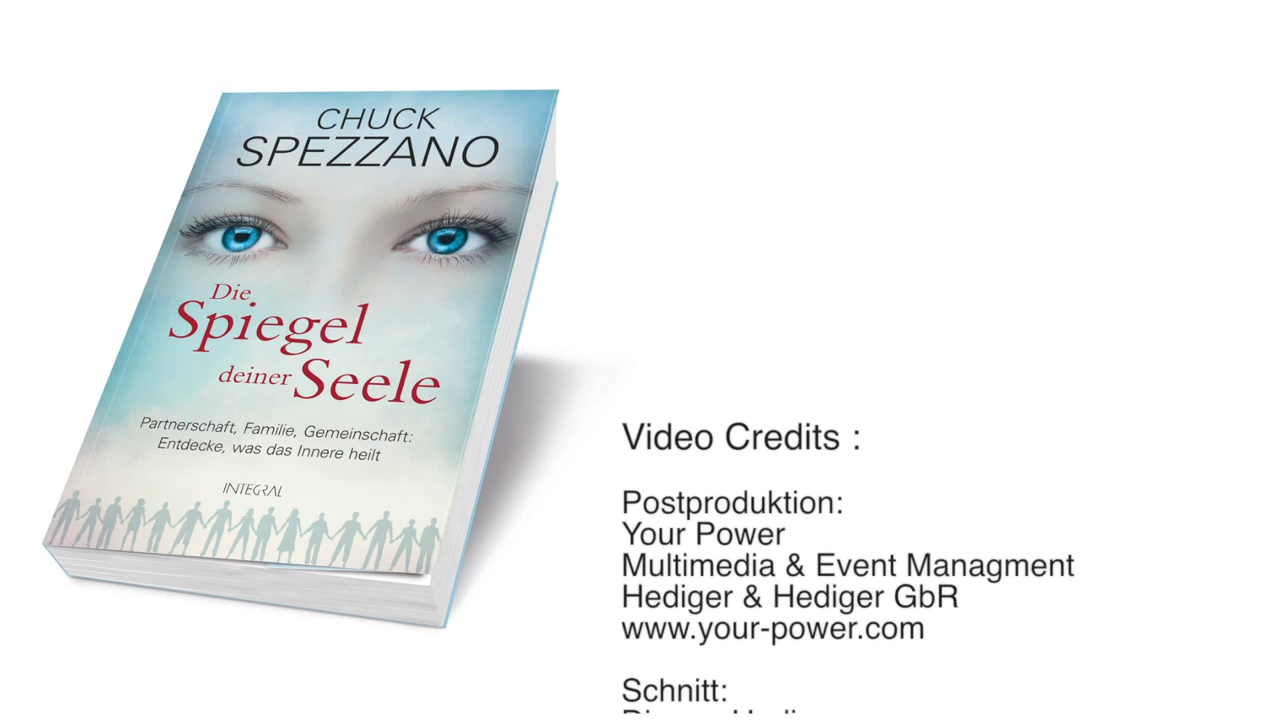 CHUCK
SPEZZANO
Die
Spiegel
deiner Seele
Partnerschaft, Familie, Gemeinschaft:
Entdecke, was das Innere heilt
INTEGRAL
Video Credits :
Postproduktion:
Your Power
Multimedia & Event Managment
Hediger & Hediger GbR
www.your-power.com
Schnitt: